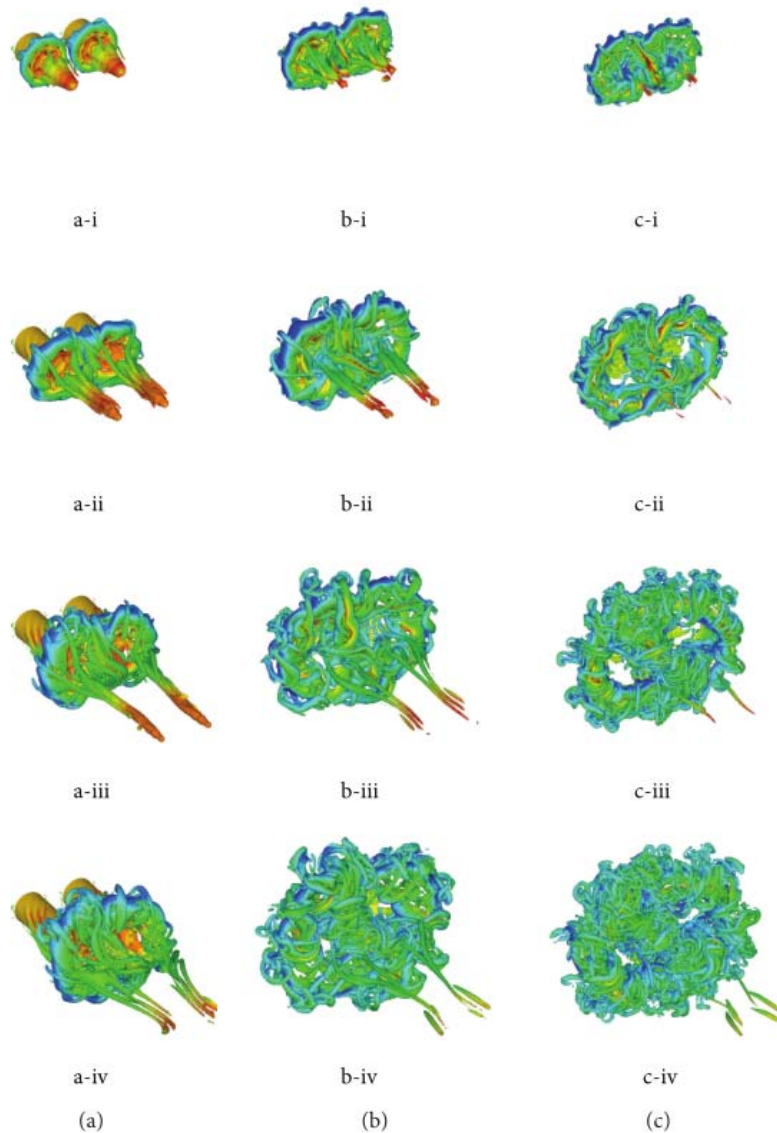 a-i b-i c-i
a-ii b-ii c-ii
a-iii b-iii c-iii
a-iv b-iv c-iv
(a) (b) (c)